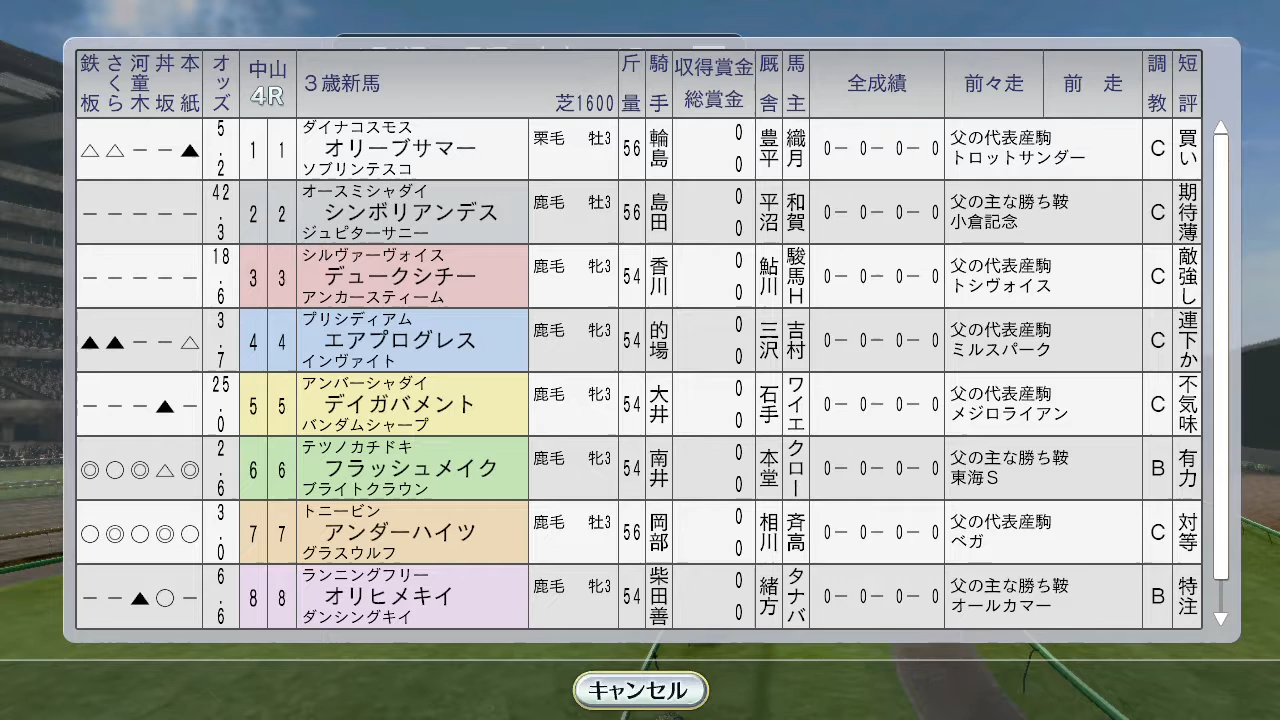 鉄板 さくら 河童木 丼坂 本紙 オッズ 中山 4R 3歳新馬 芝1600 斤量 騎手 収得賞金 総賞金 厩舎 馬主 全成績 前々走 前走 調教 短評
△ △ － － ▲ 5.2 1 1 ダイナコスモス 栗毛 牡3 56 輪島 0 豊平 織月 0－ 0－ 0－ 0 父の代表産駒 C 買い
オリーブサマー 0 トロットサンダー
ソブリンテスコ
－ － － － － 42.3 2 2 オースミシャダイ 鹿毛 牡3 56 島田 0 平沼 和賀 0－ 0－ 0－ 0 父の主な勝ち鞍 C 期待薄
シンボリアンデス 0 小倉記念
ジュピターサニー
－ － － － － 18.6 3 3 シルヴァーヴォイス 鹿毛 牝3 54 香川 0 鮎川 駿馬H 0－ 0－ 0－ 0 父の代表産駒 C 敵強し
デュークシチー 0 トシヴォイス
アンカースティーム
▲ ▲ － － △ 3.7 4 4 プリシディアム 鹿毛 牝3 54 的場 0 三沢 吉村 0－ 0－ 0－ 0 父の代表産駒 C 連下か
エアプログレス 0 ミルスパーク
インヴァイト
－ － － ▲ － 25.0 5 5 アンバーシャダイ 鹿毛 牝3 54 大井 0 石手 ワイエ 0－ 0－ 0－ 0 父の代表産駒 C 不気味
デイガバメント 0 メジロライアン
バンダムシャープ
◎ ○ ◎ △ ◎ 2.6 6 6 テツノカチドキ 鹿毛 牝3 54 南井 0 本堂 クロー 0－ 0－ 0－ 0 父の主な勝ち鞍 B 有力
フラッシュメイク 0 東海S
ブライトクラウン
○ ◎ ○ ◎ ○ 3.0 7 7 トニービン 鹿毛 牡3 56 岡部 0 相川 斉高 0－ 0－ 0－ 0 父の代表産駒 C 対等
アンダーハイツ 0 ベガ
グラスウルフ
－ － ▲ ○ － 6.6 8 8 ランニングフリー 鹿毛 牝3 54 柴田善 0 緒方 タナバ 0－ 0－ 0－ 0 父の主な勝ち鞍 B 特注
オリヒメキイ 0 オールカマー
ダンシングキイ
キャンセル